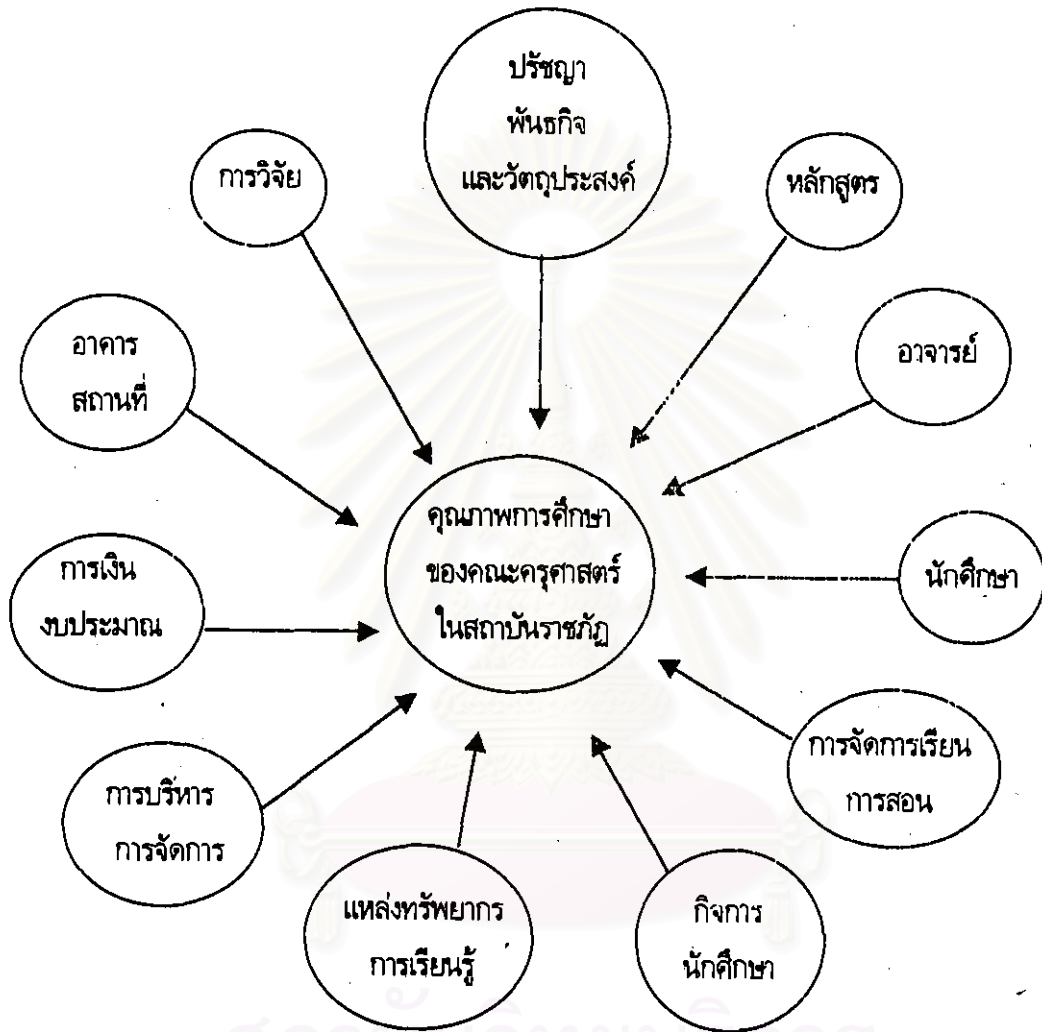 ปรัชญา
พันธกิจ
และวัตถุประสงค์
การวิจัย
หลักสูตร
อาคาร
สถานที่
อาจารย์
คุณภาพการศึกษา
ของคณะครุศาสตร์
ในสถาบันราชภัฏ
การเงิน
งบประมาณ
นักศึกษา
การจัดการเรียน
การสอน
การบริหาร
การจัดการ
แหล่งทรัพยากร
การเรียนรู้
กิจการ
นักศึกษา